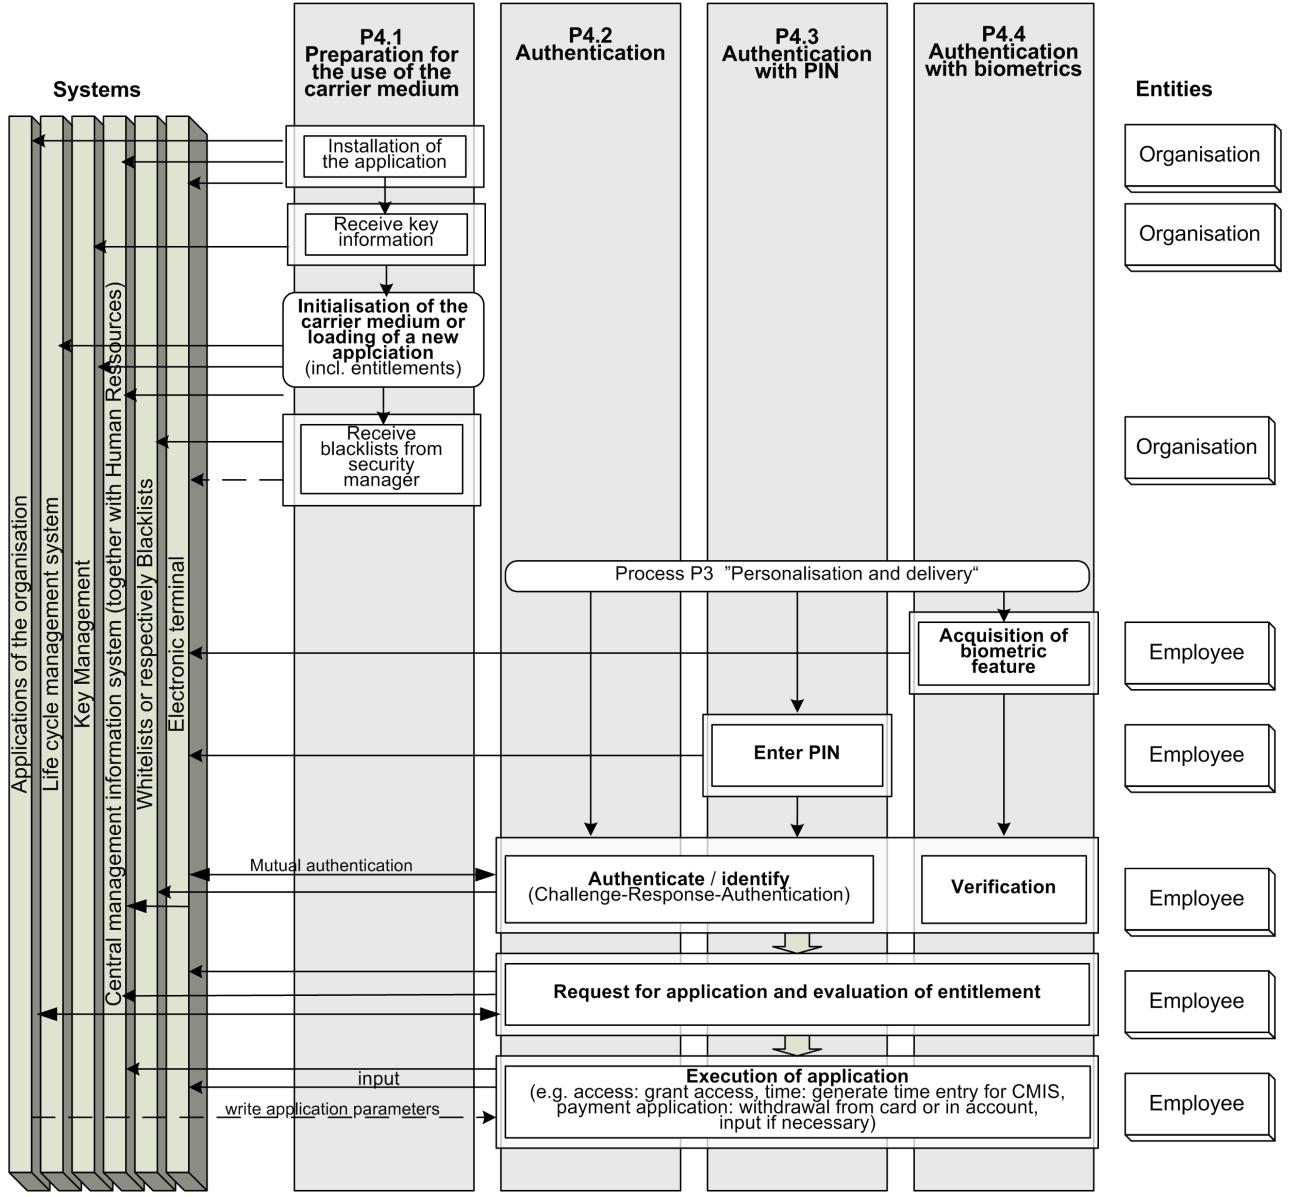 P4.1
Preparation for
the use of the
carrier medium
P4.2
Authentication
P4.3
Authentication
with PIN
P4.4
Authentication
with biometrics
Systems
Entities
Installation of
the application
Organisation
Receive key
information
Organisation
Initialisation of the
carrier medium or
loading of a new
applciation
(incl. entitlements)
Receive
blacklists from
security
manager
Organisation
Applications of the organisation
Life cycle management system
Key Management
Central management information system (together with Human Ressources)
Whitelists or respectively Blacklists
Electronic terminal
Process P3 ”Personalisation and delivery“
Acquisition of
biometric
feature
Employee
Enter PIN
Employee
Mutual authentication
Authenticate / identify
(Challenge-Response-Authentication)
Verification
Employee
Request for application and evaluation of entitlement
Employee
input
write application parameters
Execution of application
(e.g. access: grant access, time: generate time entry for CMIS,
payment application: withdrawal from card or in account,
input if necessary)
Employee